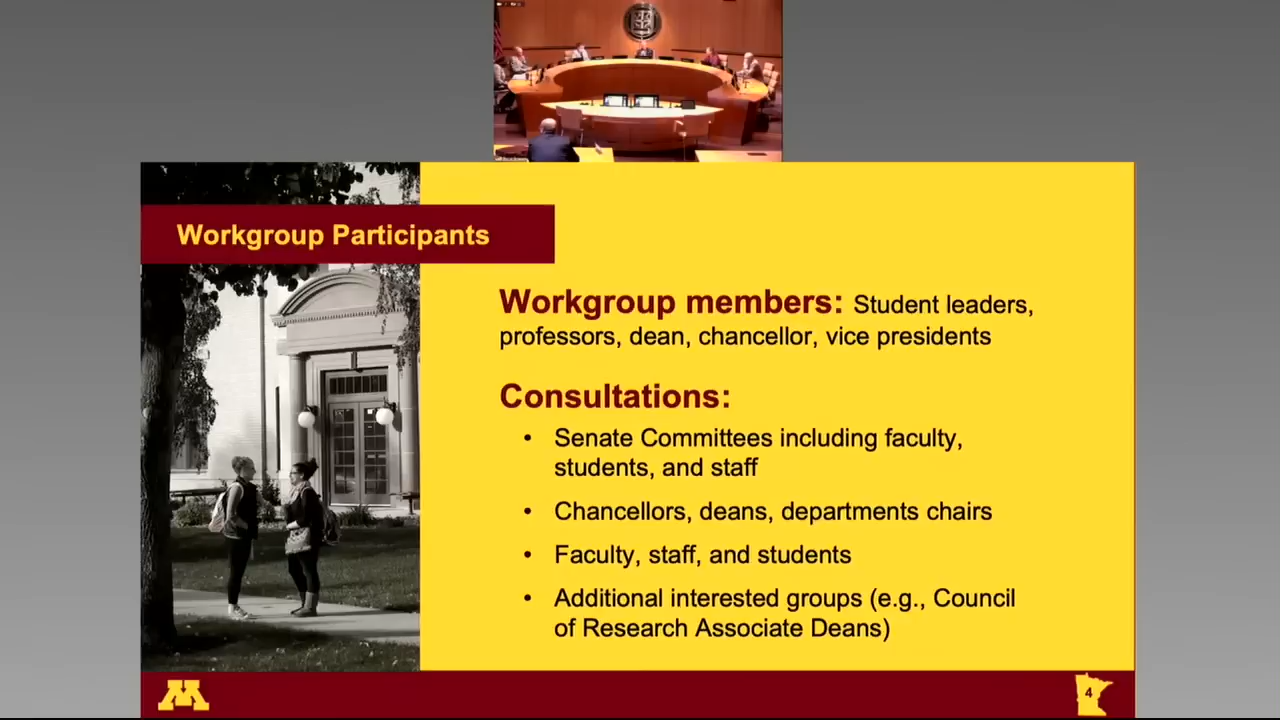 Workgroup Participants
Workgroup members: Student leaders,
professors, dean, chancellor, vice presidents
Consultations:
• Senate Committees including faculty,
students, and staff
• Chancellors, deans, departments chairs
• Faculty, staff, and students
• Additional interested groups (e.g., Council
of Research Associate Deans)
M
4